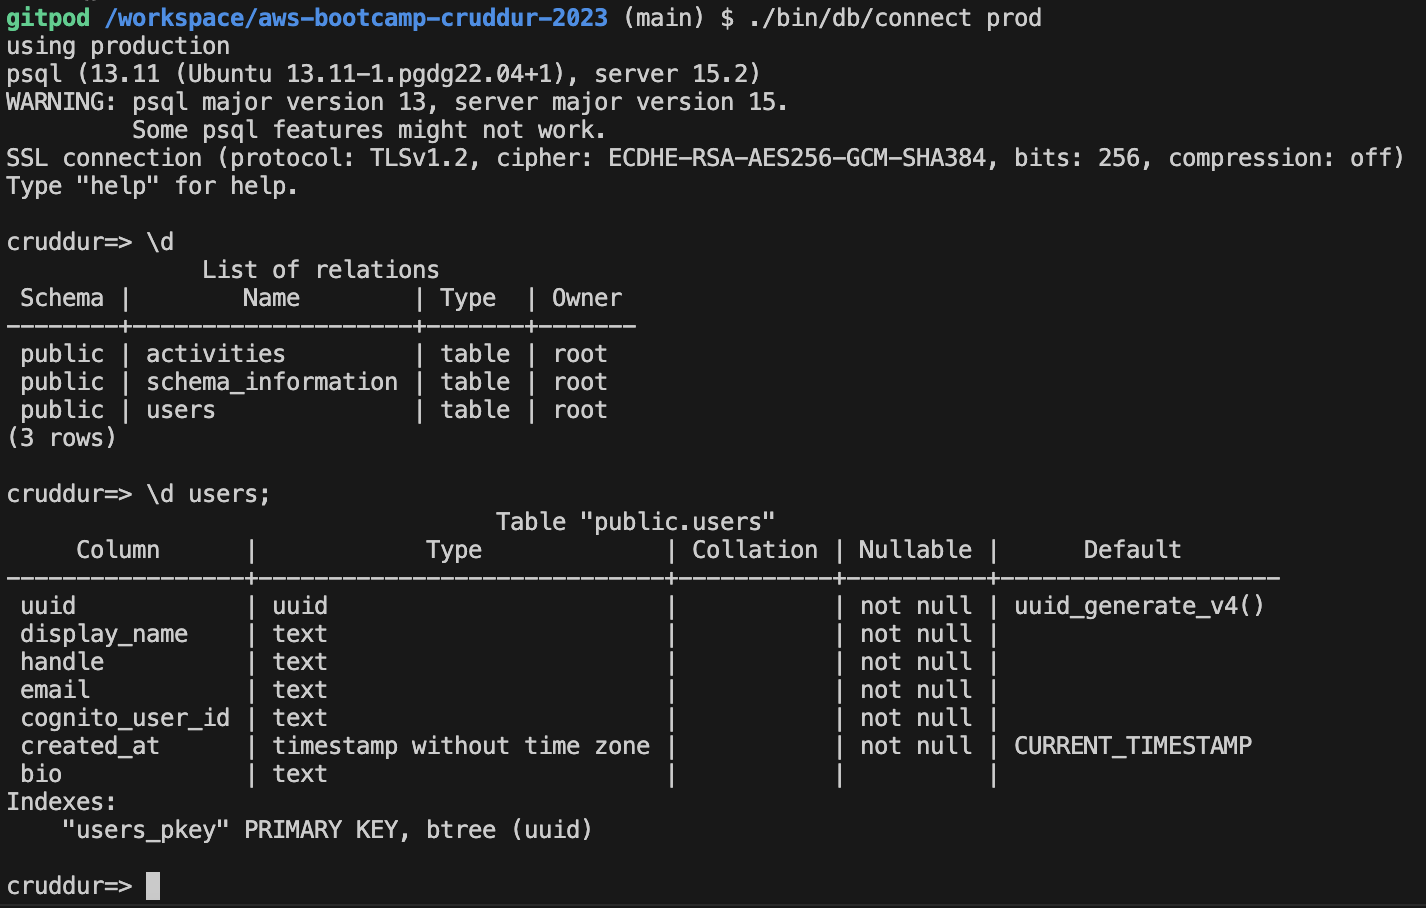 gitpod /workspace/aws-bootcamp-cruddur-2023 (main) $ ./bin/db/connect prod
using production
psql (13.11 (Ubuntu 13.11-1.pgdg22.04+1), server 15.2)
WARNING: psql major version 13, server major version 15.
         Some psql features might not work.
SSL connection (protocol: TLSv1.2, cipher: ECDHE-RSA-AES256-GCM-SHA384, bits: 256, compression: off)
Type "help" for help.

cruddur=> \d
              List of relations
 Schema |        Name        | Type  | Owner
--------+--------------------+-------+-------
 public | activities         | table | root
 public | schema_information | table | root
 public | users              | table | root
(3 rows)

cruddur=> \d users;
                                   Table "public.users"
     Column      |            Type             | Collation | Nullable |      Default
-----------------+-----------------------------+-----------+----------+--------------------
 uuid            | uuid                        |           | not null | uuid_generate_v4()
 display_name    | text                        |           | not null |
 handle          | text                        |           | not null |
 email           | text                        |           | not null |
 cognito_user_id | text                        |           | not null |
 created_at      | timestamp without time zone |           | not null | CURRENT_TIMESTAMP
 bio             | text                        |           |          |
Indexes:
    "users_pkey" PRIMARY KEY, btree (uuid)

cruddur=>